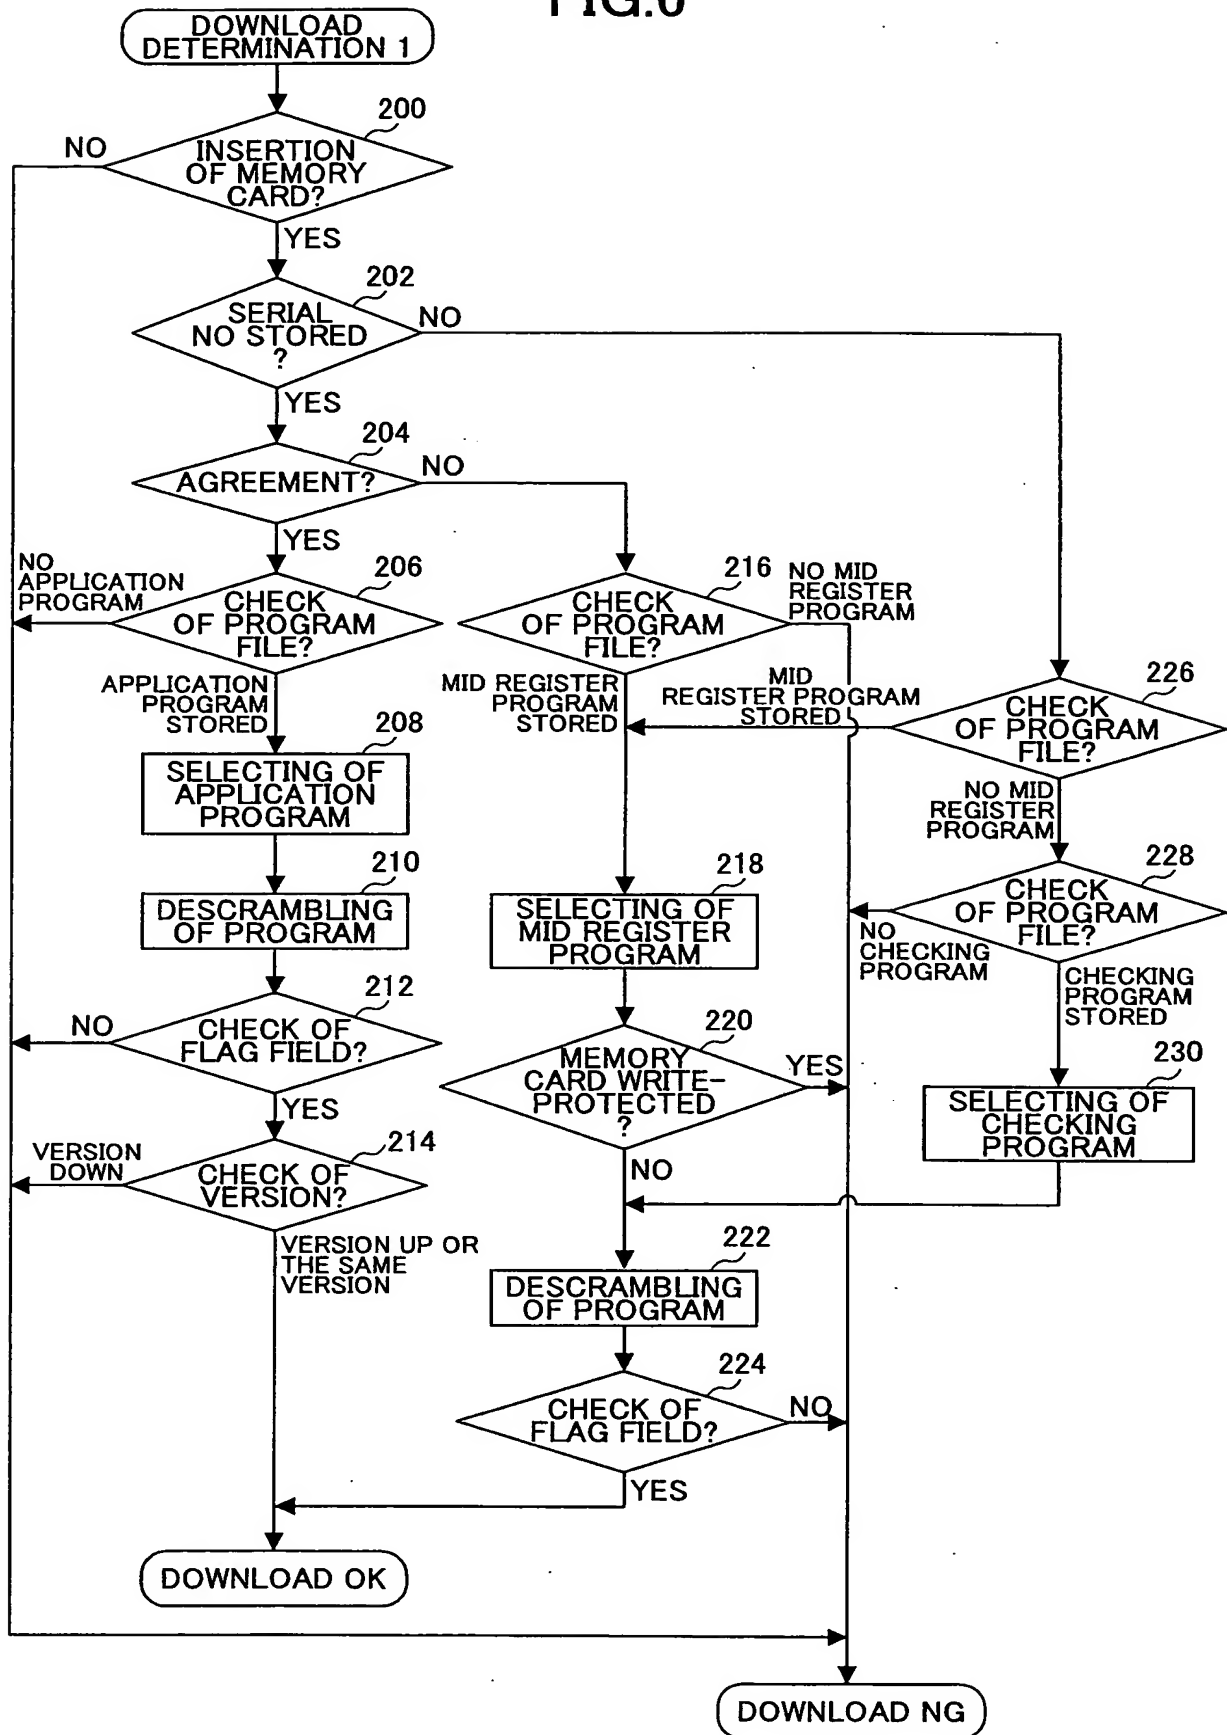 FIG.6
DOWNLOAD
DETERMINATION 1
200
NO
INSERTION
OF MEMORY
CARD?
YES
202
SERIAL
NO STORED
?
NO
YES
204
AGREEMENT?
NO
YES
NO
APPLICATION
PROGRAM
206
CHECK
OF PROGRAM
FILE?
216
CHECK
OF PROGRAM
FILE?
NO MID
REGISTER
PROGRAM
APPLICATION
PROGRAM
STORED
MID REGISTER
PROGRAM
STORED
MID
REGISTER PROGRAM
STORED
226
CHECK
OF PROGRAM
FILE?
208
SELECTING OF
APPLICATION
PROGRAM
NO MID
REGISTER
PROGRAM
210
DESCRAMBLING
OF PROGRAM
218
SELECTING OF
MID REGISTER
PROGRAM
228
CHECK
OF PROGRAM
FILE?
NO
CHECKING
PROGRAM
CHECKING
PROGRAM
STORED
212
NO
CHECK OF
FLAG FIELD?
YES
220
MEMORY
CARD WRITE-
PROTECTED
?
YES
NO
230
SELECTING OF
CHECKING
PROGRAM
VERSION
DOWN
214
CHECK OF
VERSION?
VERSION UP OR
THE SAME
VERSION
222
DESCRAMBLING
OF PROGRAM
224
CHECK OF
FLAG FIELD?
NO
YES
DOWNLOAD OK
DOWNLOAD NG